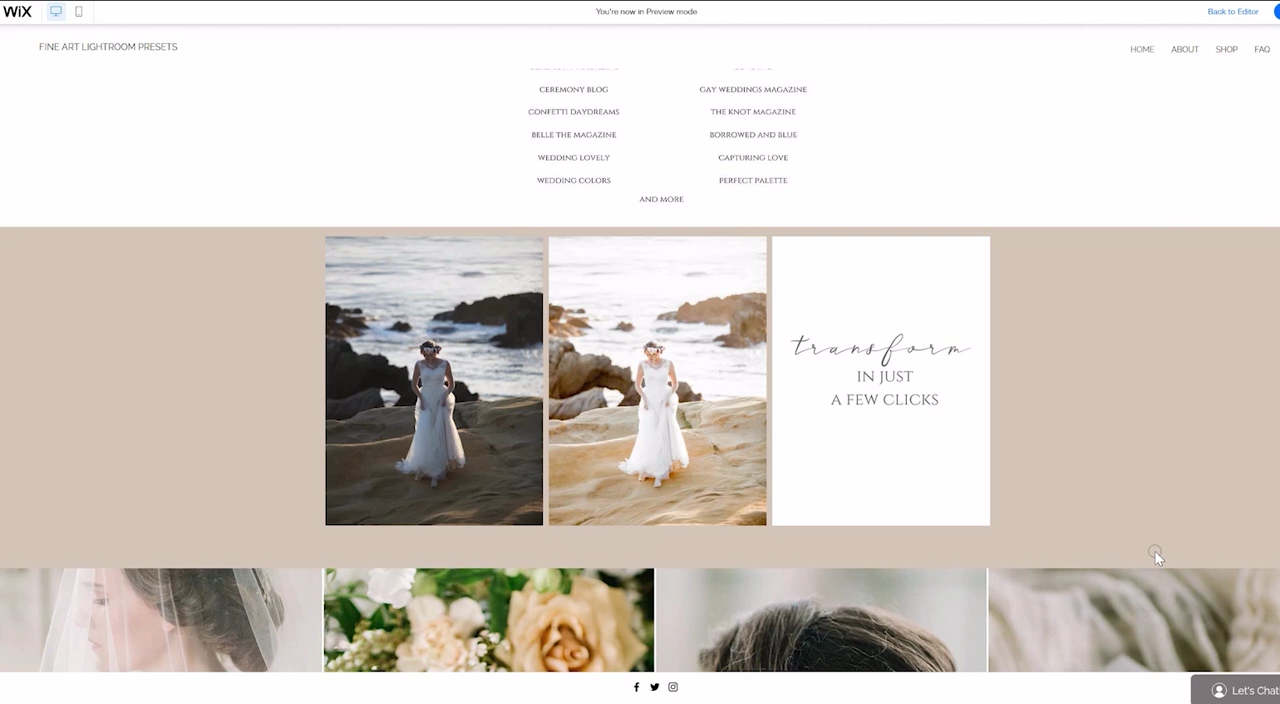 WiX
You're now in Preview mode
Back to Editor
FINE ART LIGHTROOM PRESETS
HOME ABOUT SHOP FAQ
CEREMONY BLOG GAY WEDDINGS MAGAZINE
CONFETTI DAYDREAMS THE KNOT MAGAZINE
BELLE THE MAGAZINE BORROWED AND BLUE
WEDDING LOVELY CAPTURING LOVE
WEDDING COLORS PERFECT PALETTE
AND MORE
transform
IN JUST
A FEW CLICKS
Let's Chat